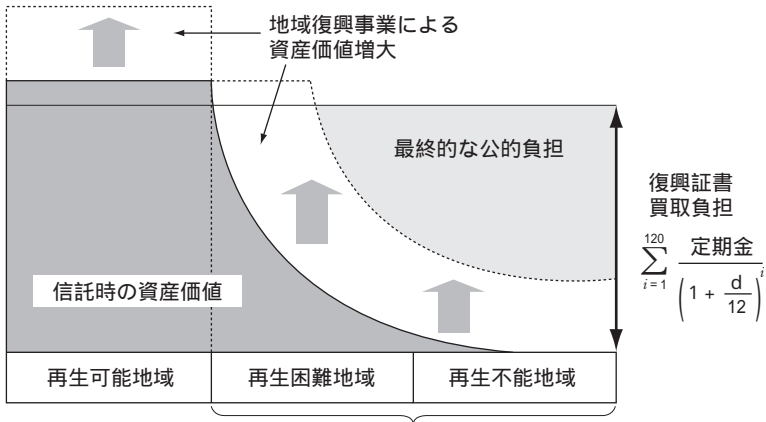 地域復興事業による
資産価値増大
最終的な公的負担
復興証書
買取負担
120
∑
i = 1
定期金
(1 + d/12)^i
信託時の資産価値
再生可能地域
再生困難地域
再生不能地域